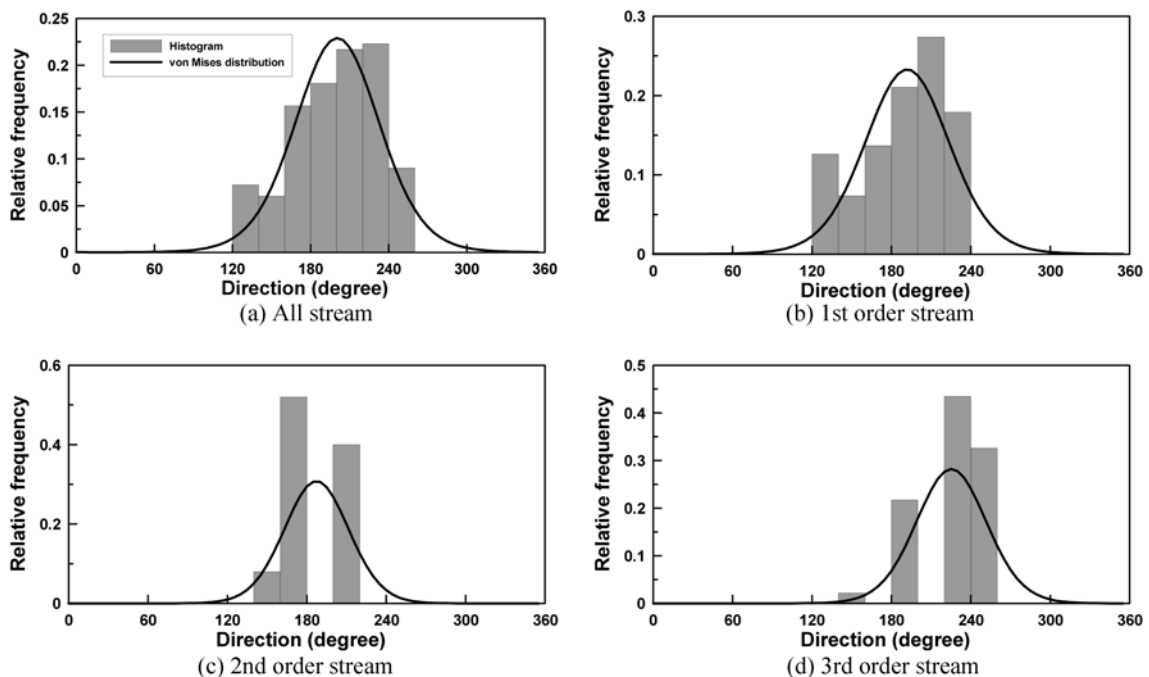 0.25
0.2
0.15
0.1
0.05
0
Relative frequency
Histogram
von Mises distribution
0 60 120 180 240 300 360
Direction (degree)
(a) All stream
0.3
0.2
0.1
0
Relative frequency
0 60 120 180 240 300 360
Direction (degree)
(b) 1st order stream
0.6
0.4
0.2
0
Relative frequency
0 60 120 180 240 300 360
Direction (degree)
(c) 2nd order stream
0.5
0.4
0.3
0.2
0.1
0
Relative frequency
0 60 120 180 240 300 360
Direction (degree)
(d) 3rd order stream